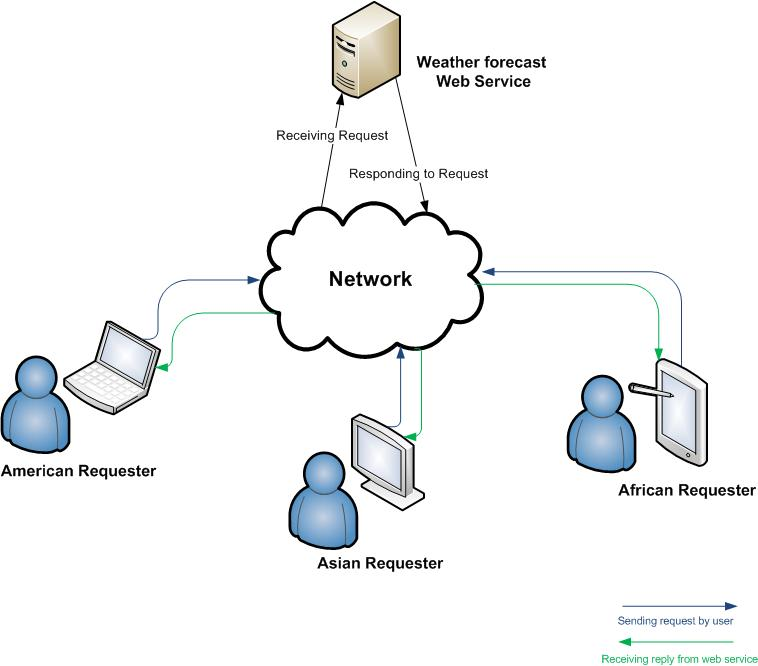 Weather forecast
Web Service
Receiving Request
Responding to Request
Network
American Requester
African Requester
Asian Requester
Sending request by user
Receiving reply from web service